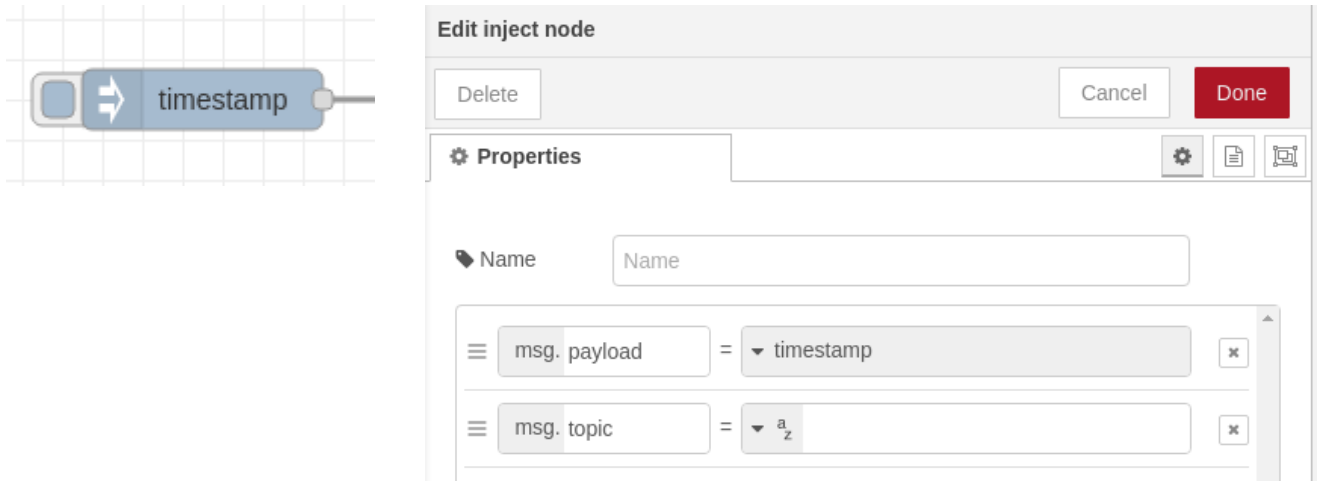 timestamp
Edit inject node
Delete Cancel Done
Properties
Name Name
msg. payload = timestamp
msg. topic = a z